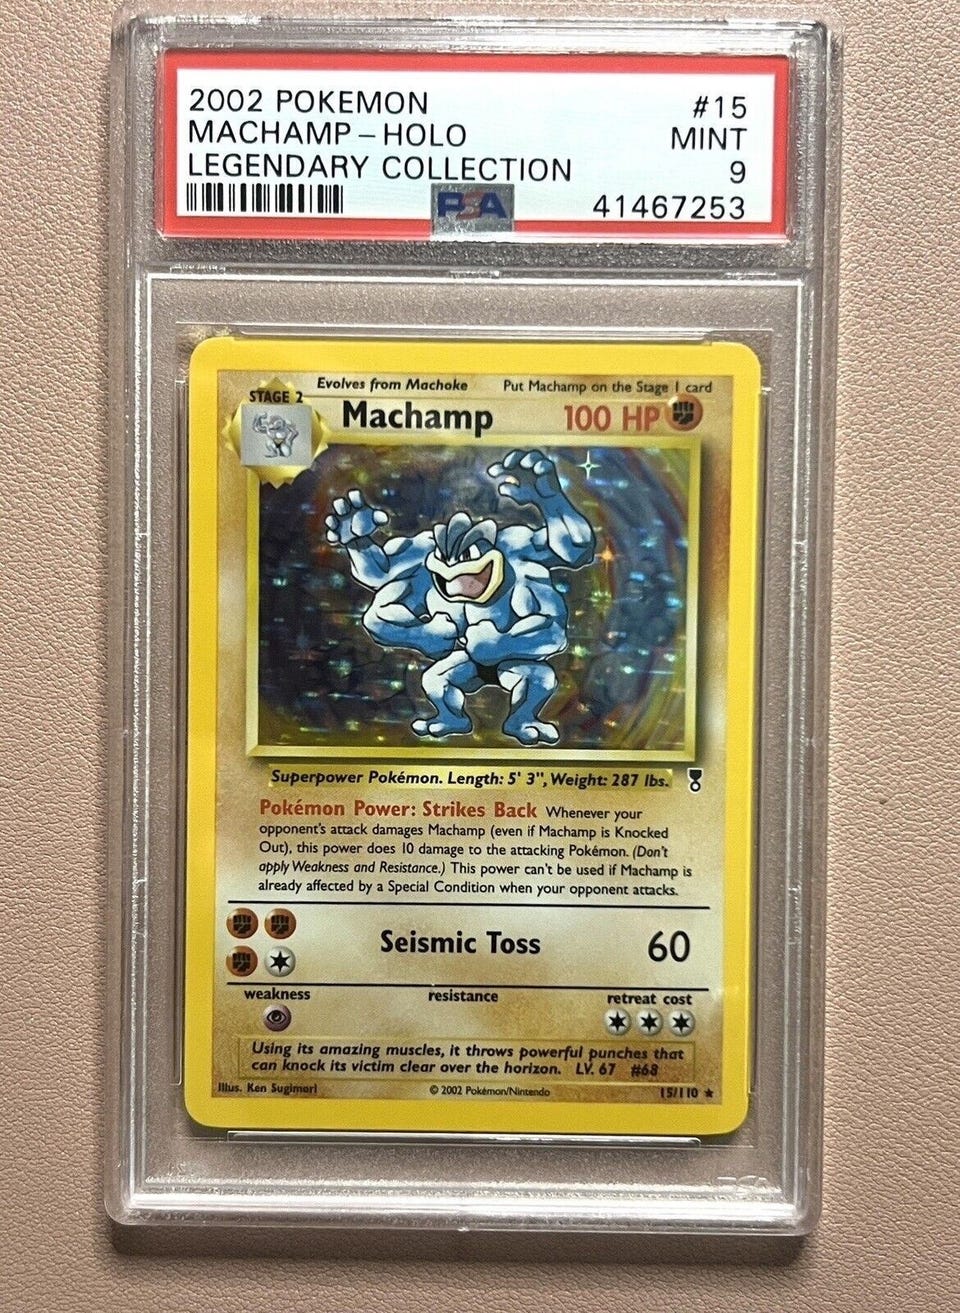 2002 POKEMON #15
MACHAMP-HOLO MINT
LEGENDARY COLLECTION 9
PSA 41467253
Evolves from Machoke Put Machamp on the Stage 1 card
STAGE 2
Machamp 100 HP
Superpower Pokémon. Length: 5' 3", Weight: 287 lbs.
Pokémon Power: Strikes Back Whenever your
opponent's attack damages Machamp (even if Machamp is Knocked
Out), this power does 10 damage to the attacking Pokémon. (Don't
apply Weakness and Resistance.) This power can't be used if Machamp is
already affected by a Special Condition when your opponent attacks.
Seismic Toss 60
weakness resistance retreat cost
Using its amazing muscles, it throws powerful punches that
can knock its victim clear over the horizon. LV. 67 #68
Illus. Ken Sugimori © 2002 Pokémon/Nintendo 15/110